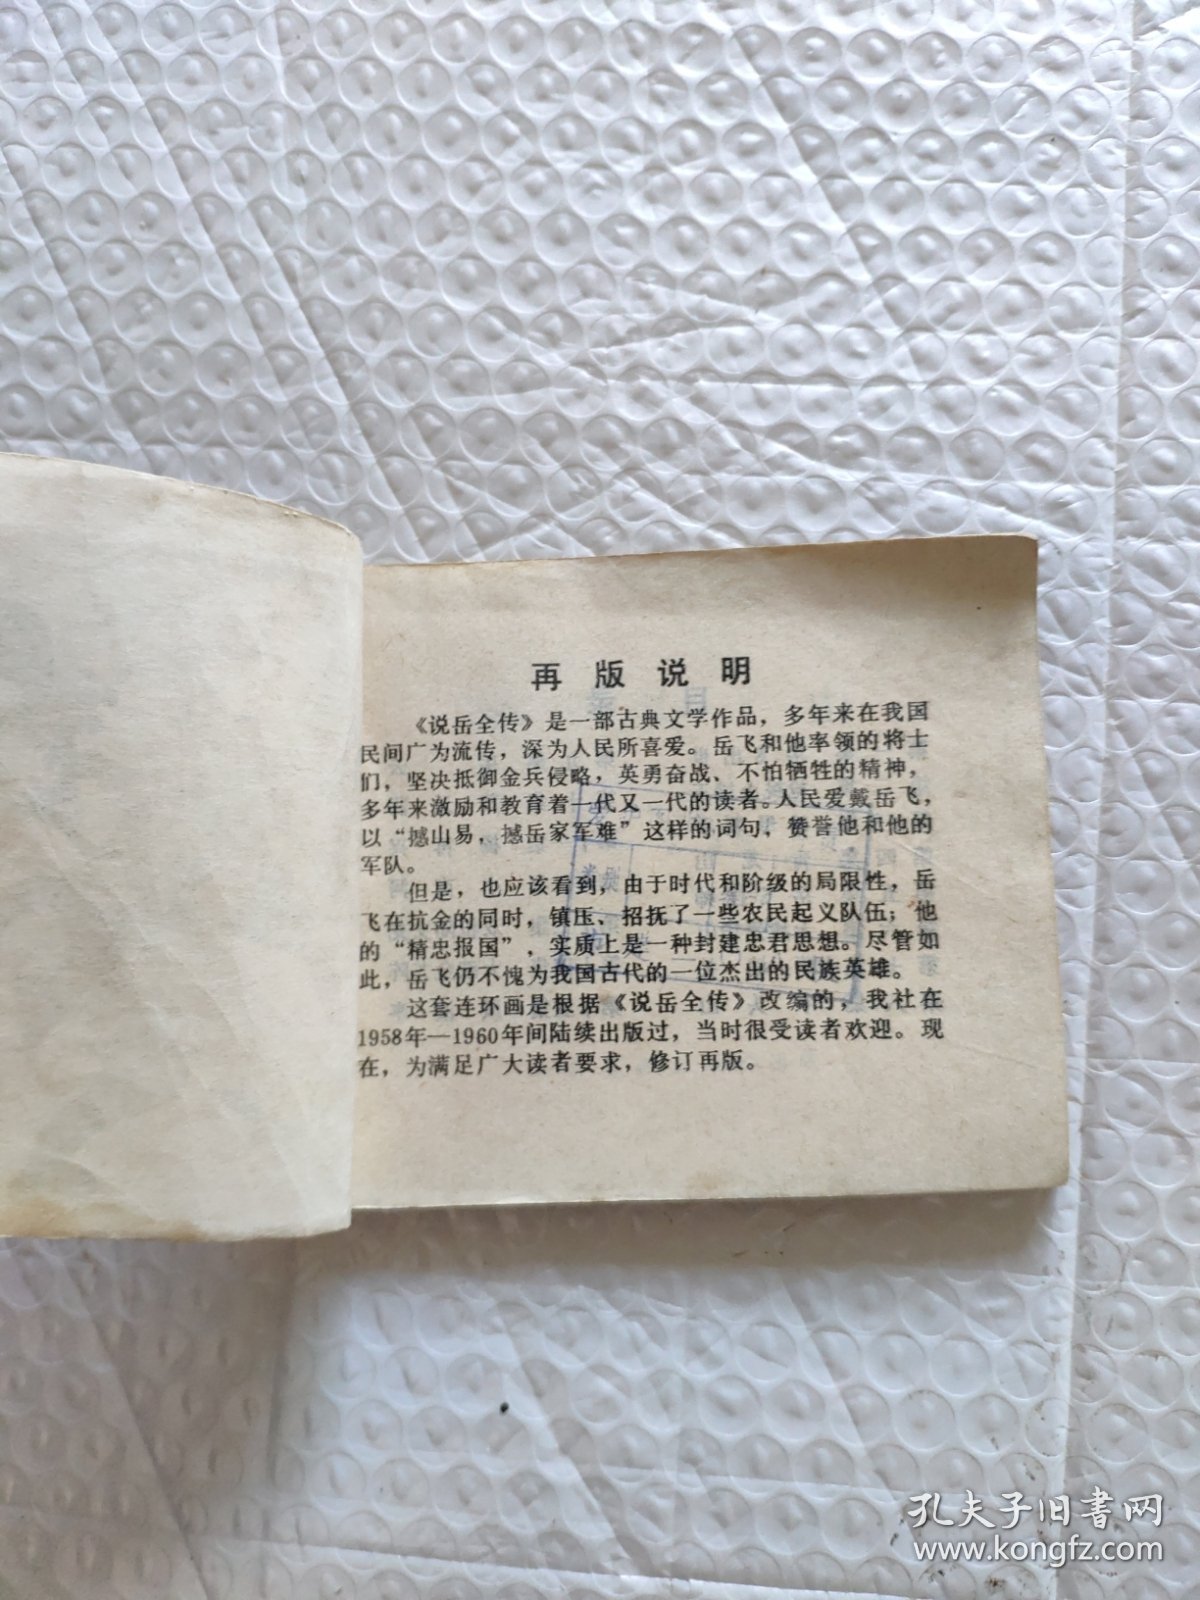 再版说明
《说岳全传》是一部古典文学作品，多年来在我国
民间广为流传，深为人民所喜爱。岳飞和他率领的将士
们，坚决抵御金兵侵略，英勇奋战、不怕牺牲的精神，
多年来激励和教育着一代又一代的读者。人民爱戴岳飞，
以“撼山易，撼岳家军难”这样的词句，赞誉他和他的
军队。
但是，也应该看到，由于时代和阶级的局限性，岳
飞在抗金的同时，镇压、招抚了一些农民起义队伍；他
的“精忠报国”，实质上是一种封建忠君思想。尽管如
此，岳飞仍不愧为我国古代的一位杰出的民族英雄。
这套连环画是根据《说岳全传》改编的，我社在
1958年—1960年间陆续出版过，当时很受读者欢迎。现
在，为满足广大读者要求，修订再版。
孔夫子旧书网
www.kongfz.com